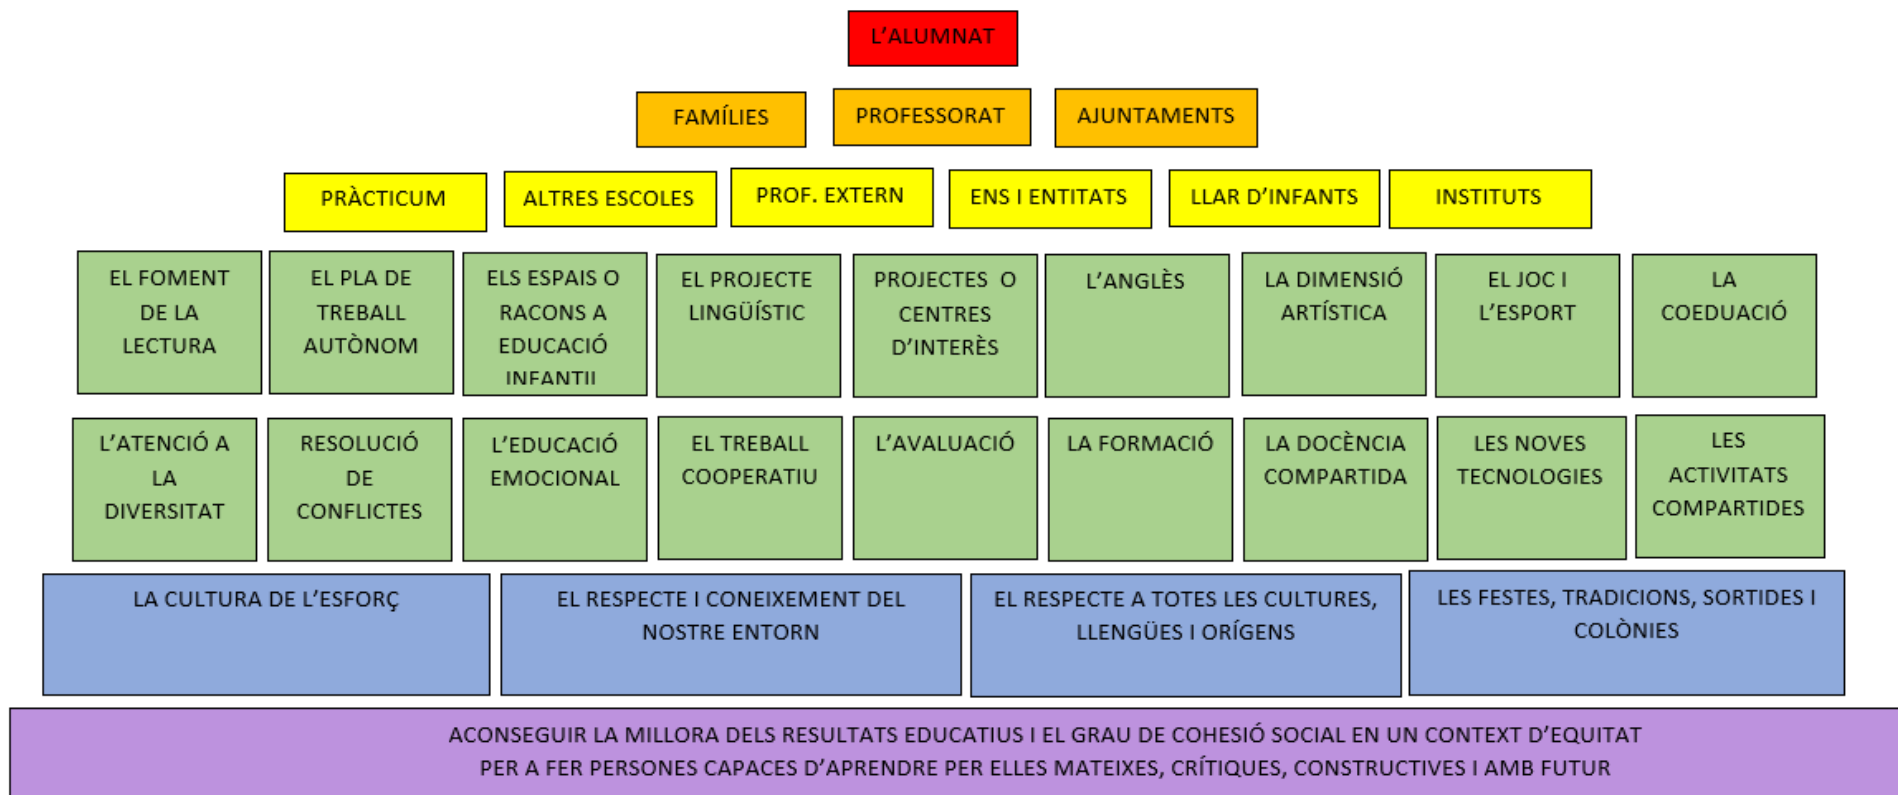 L'ALUMNAT
FAMÍLIES
PROFESSORAT
AJUNTAMENTS
PRÀCTICUM
ALTRES ESCOLES
PROF. EXTERN
ENS I ENTITATS
LLAR D'INFANTS
INSTITUTS
EL FOMENT
DE LA
LECTURA
EL PLA DE
TREBALL
AUTÒNOM
ELS ESPAIS O
RACONS A
EDUCACIÓ
INFANTIL
EL PROJECTE
LINGÜÍSTIC
PROJECTES O
CENTRES
D'INTERÈS
L'ANGLÈS
LA DIMENSIÓ
ARTÍSTICA
EL JOC I
L'ESPORT
LA
COEDUACIÓ
L'ATENCIÓ A
LA
DIVERSITAT
RESOLUCIÓ
DE
CONFLICTES
L'EDUCACIÓ
EMOCIONAL
EL TREBALL
COOPERATIU
L'AVALUACIÓ
LA FORMACIÓ
LA DOCÈNCIA
COMPARTIDA
LES NOVES
TECNOLOGIES
LES
ACTIVITATS
COMPARTIDES
LA CULTURA DE L'ESFORÇ
EL RESPECTE I CONEIXEMENT DEL
NOSTRE ENTORN
EL RESPECTE A TOTES LES CULTURES,
LLENGÜES I ORÍGENS
LES FESTES, TRADICIONS, SORTIDES I
COLÒNIES
ACONSEGUIR LA MILLORA DELS RESULTATS EDUCATIUS I EL GRAU DE COHESIÓ SOCIAL EN UN CONTEXT D'EQUITAT
PER A FER PERSONES CAPACES D'APRENDRE PER ELLES MATEIXES, CRÍTIQUES, CONSTRUCTIVES I AMB FUTUR